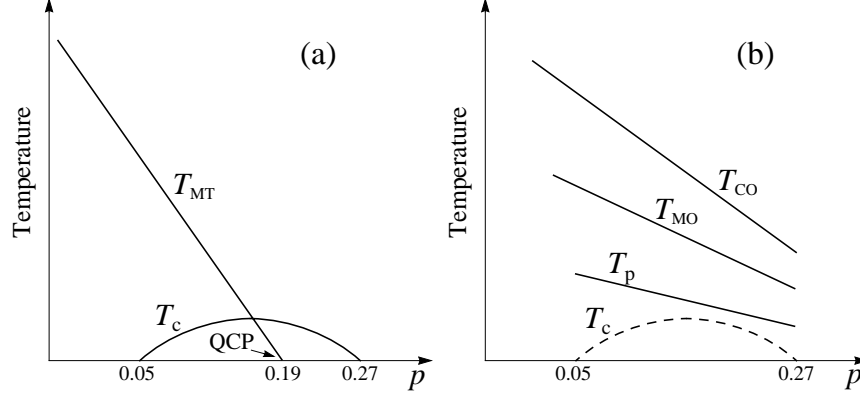 (a)
Temperature
T_MT
T_c
QCP
0.05
0.19
0.27
p
(b)
Temperature
T_CO
T_MO
T_p
T_c
0.05
0.27
p